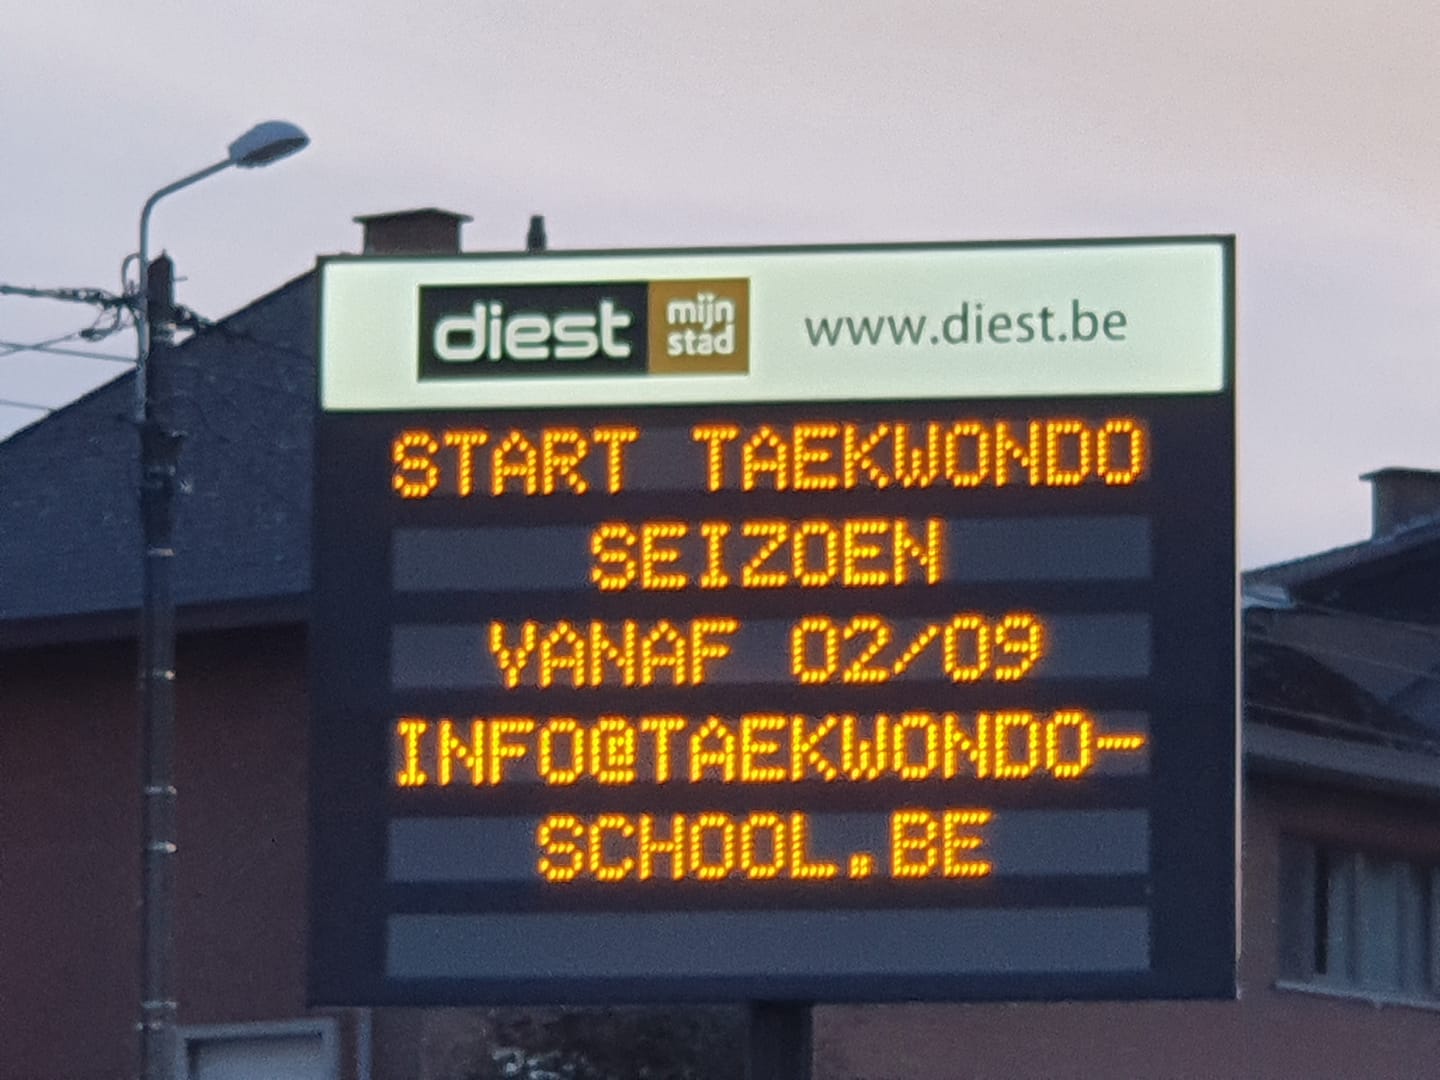 diest
mijn
stad
www.diest.be
START TAEKWONDO
SEIZOEN
VANAF 02/09
INFO@TAEKWONDO-
SCHOOL.BE